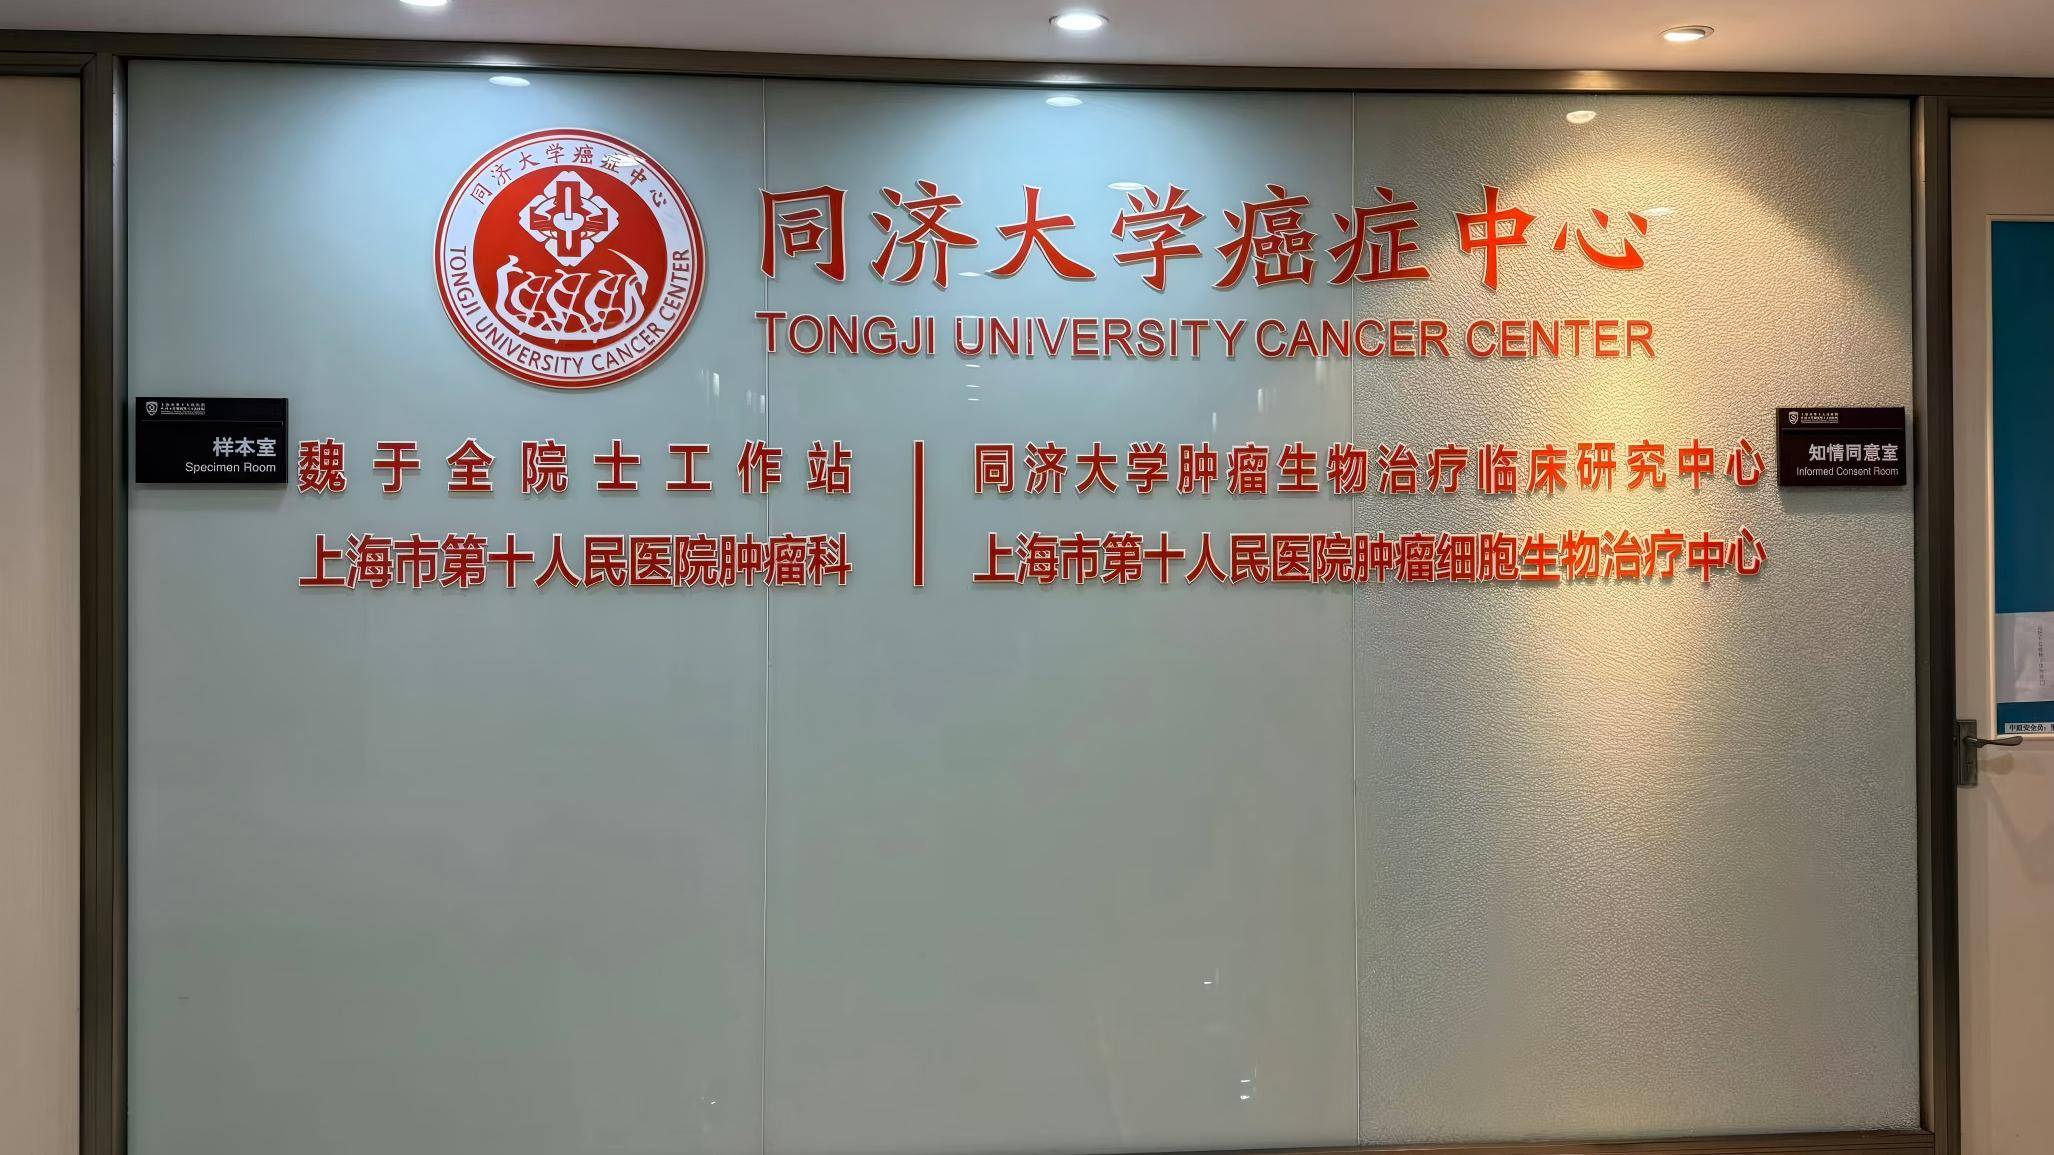 同济大学癌症中心
TONGJI UNIVERSITY CANCER CENTER
同济大学癌症中心
TONGJI UNIVERSITY CANCER CENTER
样本室
Specimen Room
魏于全院士工作站
上海市第十人民医院肿瘤科
同济大学肿瘤生物治疗临床研究中心
上海市第十人民医院肿瘤细胞生物治疗中心
知情同意室
Informed Consent Room